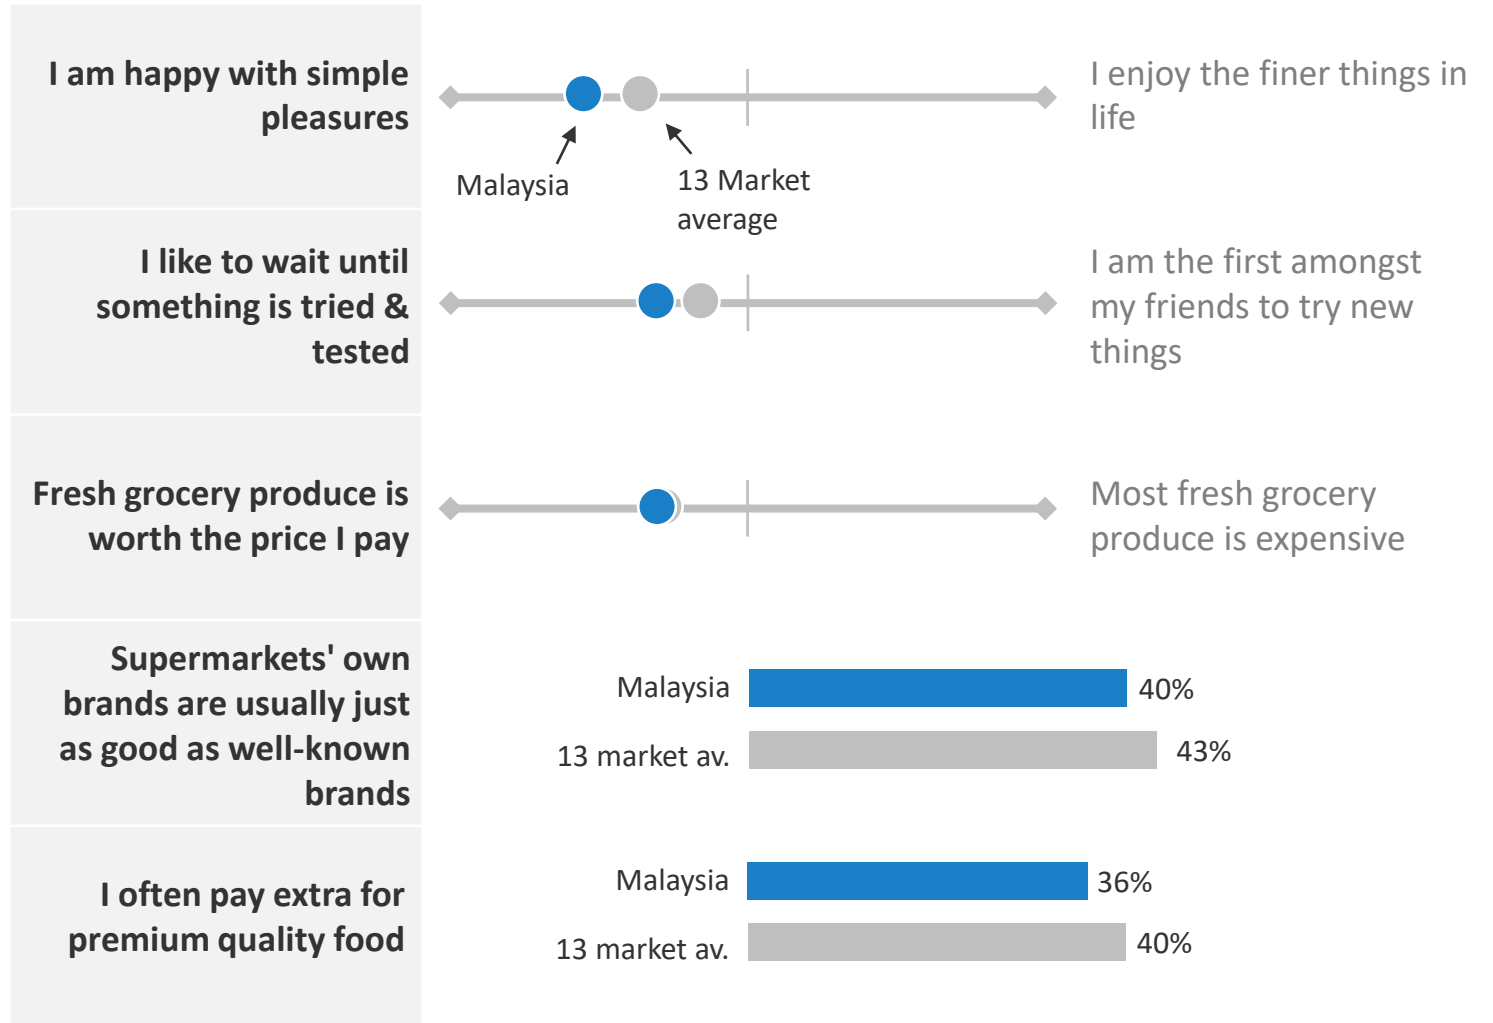 I am happy with simple
pleasures
I enjoy the finer things in
life
Malaysia
13 Market
average
I like to wait until
something is tried &
tested
I am the first amongst
my friends to try new
things
Fresh grocery produce is
worth the price I pay
Most fresh grocery
produce is expensive
Supermarkets' own
brands are usually just
as good as well-known
brands
Malaysia
40%
13 market av.
43%
I often pay extra for
premium quality food
Malaysia
36%
13 market av.
40%